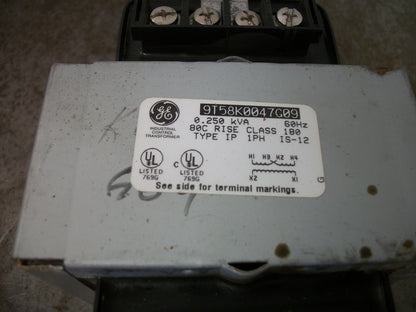 9T58K0047G09
GE
0.250 kVA 60Hz
80C RISE CLASS 180
TYPE IP 1PH IS-12
INDUSTRIAL CONTROL TRANSFORMER
H1 H3 H2 H4
UL c UL
LISTED LISTED
769G 769G
X2 X1
G
See side for terminal markings.